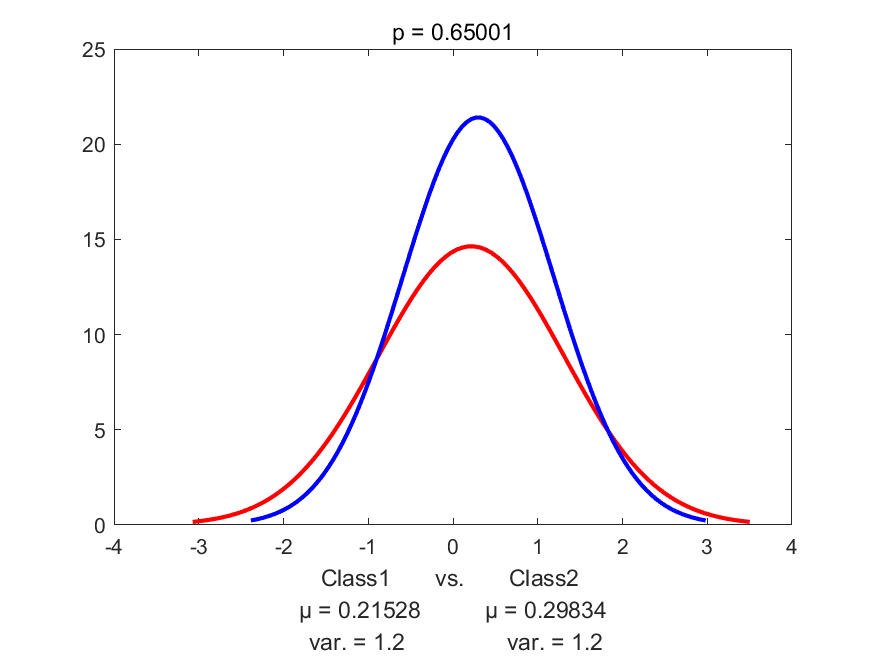 p = 0.65001
25
20
15
10
5
0
-4 -3 -2 -1 0 1 2 3 4
Class1 vs. Class2
μ = 0.21528 μ = 0.29834
var. = 1.2 var. = 1.2